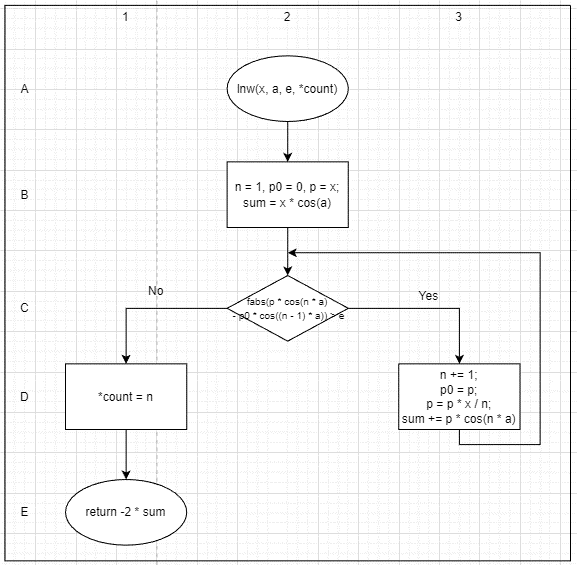 1 2 3
A
lnw(x, a, e, *count)
B
n = 1, p0 = 0, p = x;
sum = x * cos(a)
No
Yes
C
fabs(p * cos(n * a)
- p0 * cos((n - 1) * a)) > e
D
*count = n
n += 1;
p0 = p;
p = p * x / n;
sum += p * cos(n * a)
E
return -2 * sum